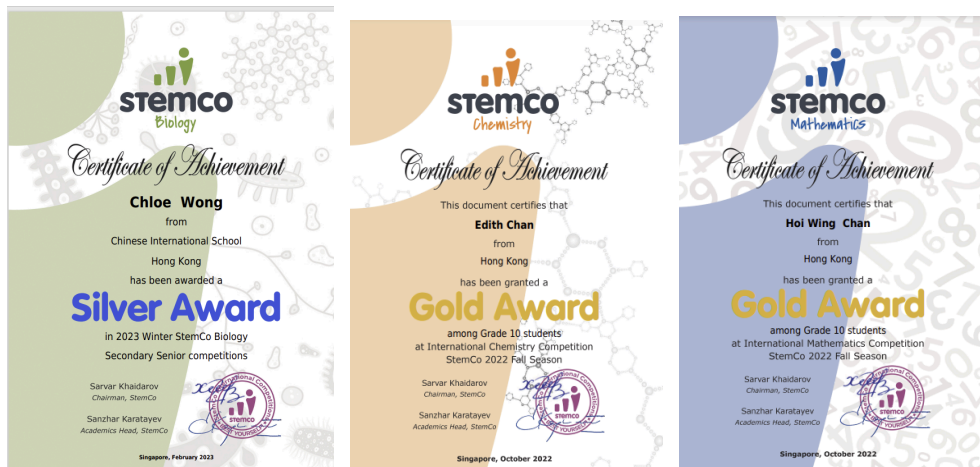 stemco
Biology
Certificate of Achievement
Chloe Wong
from
Chinese International School
Hong Kong
has been awarded a
Silver Award
in 2023 Winter StemCo Biology
Secondary Senior competitions
Sarvar Khaidarov
Chairman, StemCo
Sanzhar Karatayev
Academics Head, StemCo
stemco
Singapore, February 2023
stemco
Chemistry
Certificate of Achievement
This document certifies that
Edith Chan
from
Hong Kong
has been granted a
Gold Award
among Grade 10 students
at International Chemistry Competition
StemCo 2022 Fall Season
Sarvar Khaidarov
Chairman, StemCo
Sanzhar Karatayev
Academics Head, StemCo
stemco
Singapore, October 2022
stemco
Mathematics
Certificate of Achievement
This document certifies that
Hoi Wing Chan
from
Hong Kong
has been granted a
Gold Award
among Grade 10 students
at International Mathematics Competition
StemCo 2022 Fall Season
Sarvar Khaidarov
Chairman, StemCo
Sanzhar Karatayev
Academics Head, StemCo
stemco
Singapore, October 2022